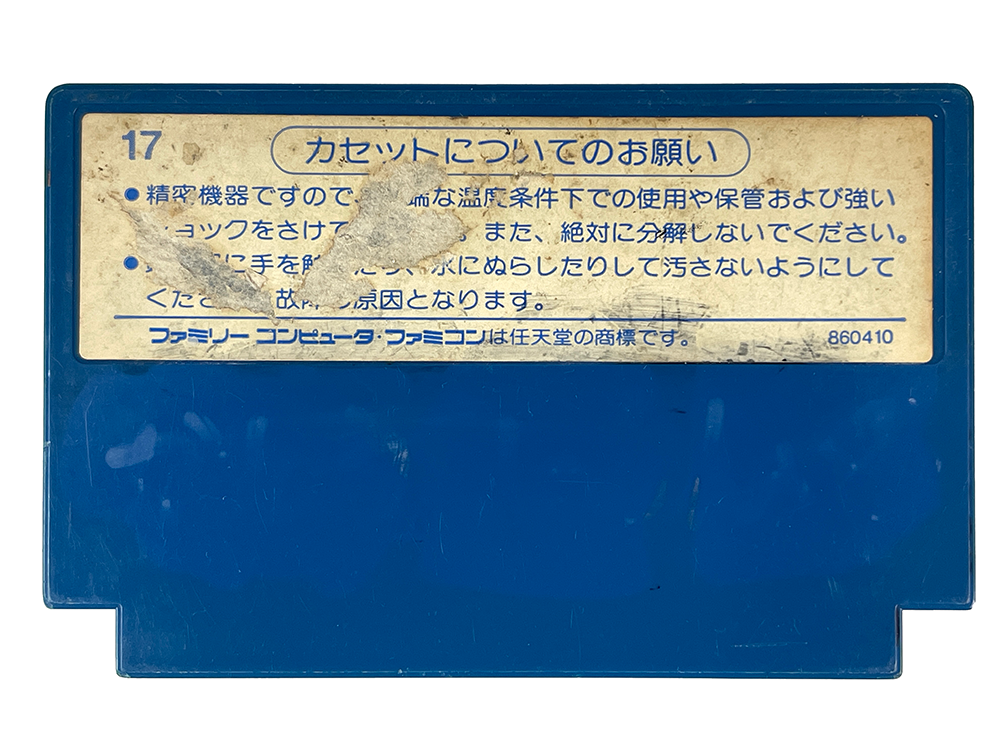 17
カセットについてのお願い
●精密機器ですので、 端な温度条件下での使用や保管および強い
ョックをさけて 。また、絶対に分解しないでください。
● に手を触 たり、水にぬらしたりして汚さないようにして
くださ 故障の原因となります。
ファミリーコンピュータ・ファミコンは任天堂の商標です。
860410